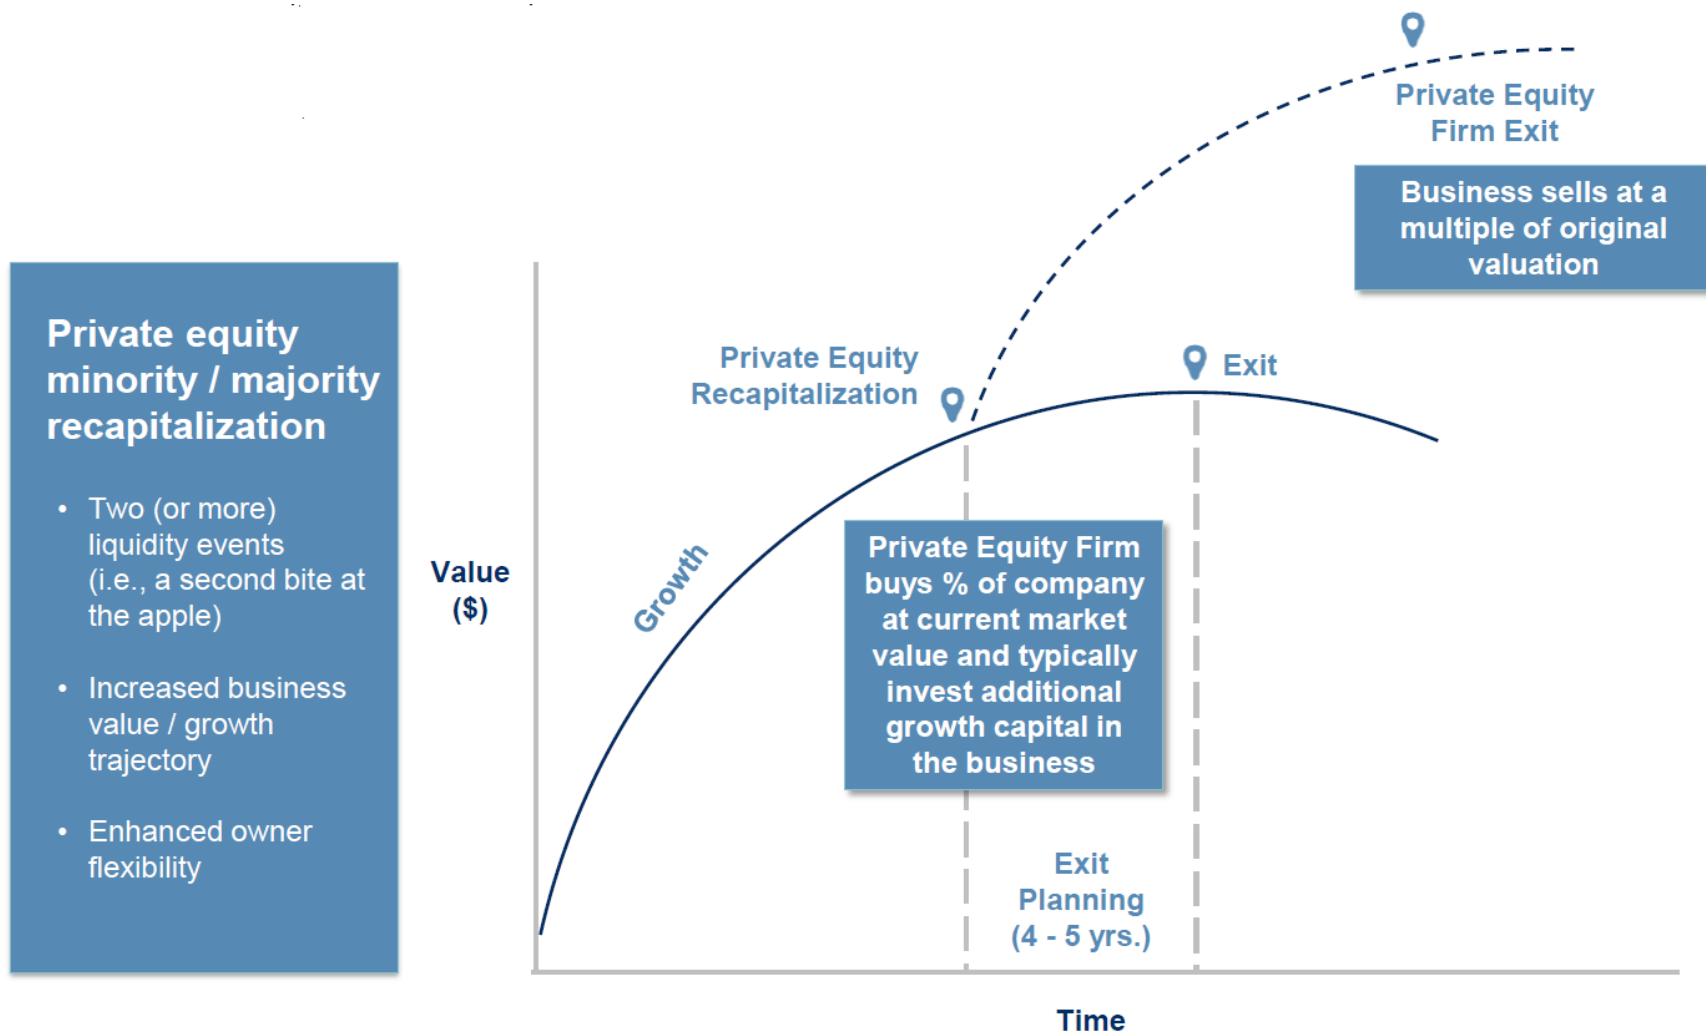 Private equity
minority / majority
recapitalization
• Two (or more)
liquidity events
(i.e., a second bite at
the apple)
• Increased business
value / growth
trajectory
• Enhanced owner
flexibility
Value
($)
Growth
Private Equity
Recapitalization
Private Equity Firm
buys % of company
at current market
value and typically
invest additional
growth capital in
the business
Exit
Planning
(4 - 5 yrs.)
Exit
Private Equity
Firm Exit
Business sells at a
multiple of original
valuation
Time